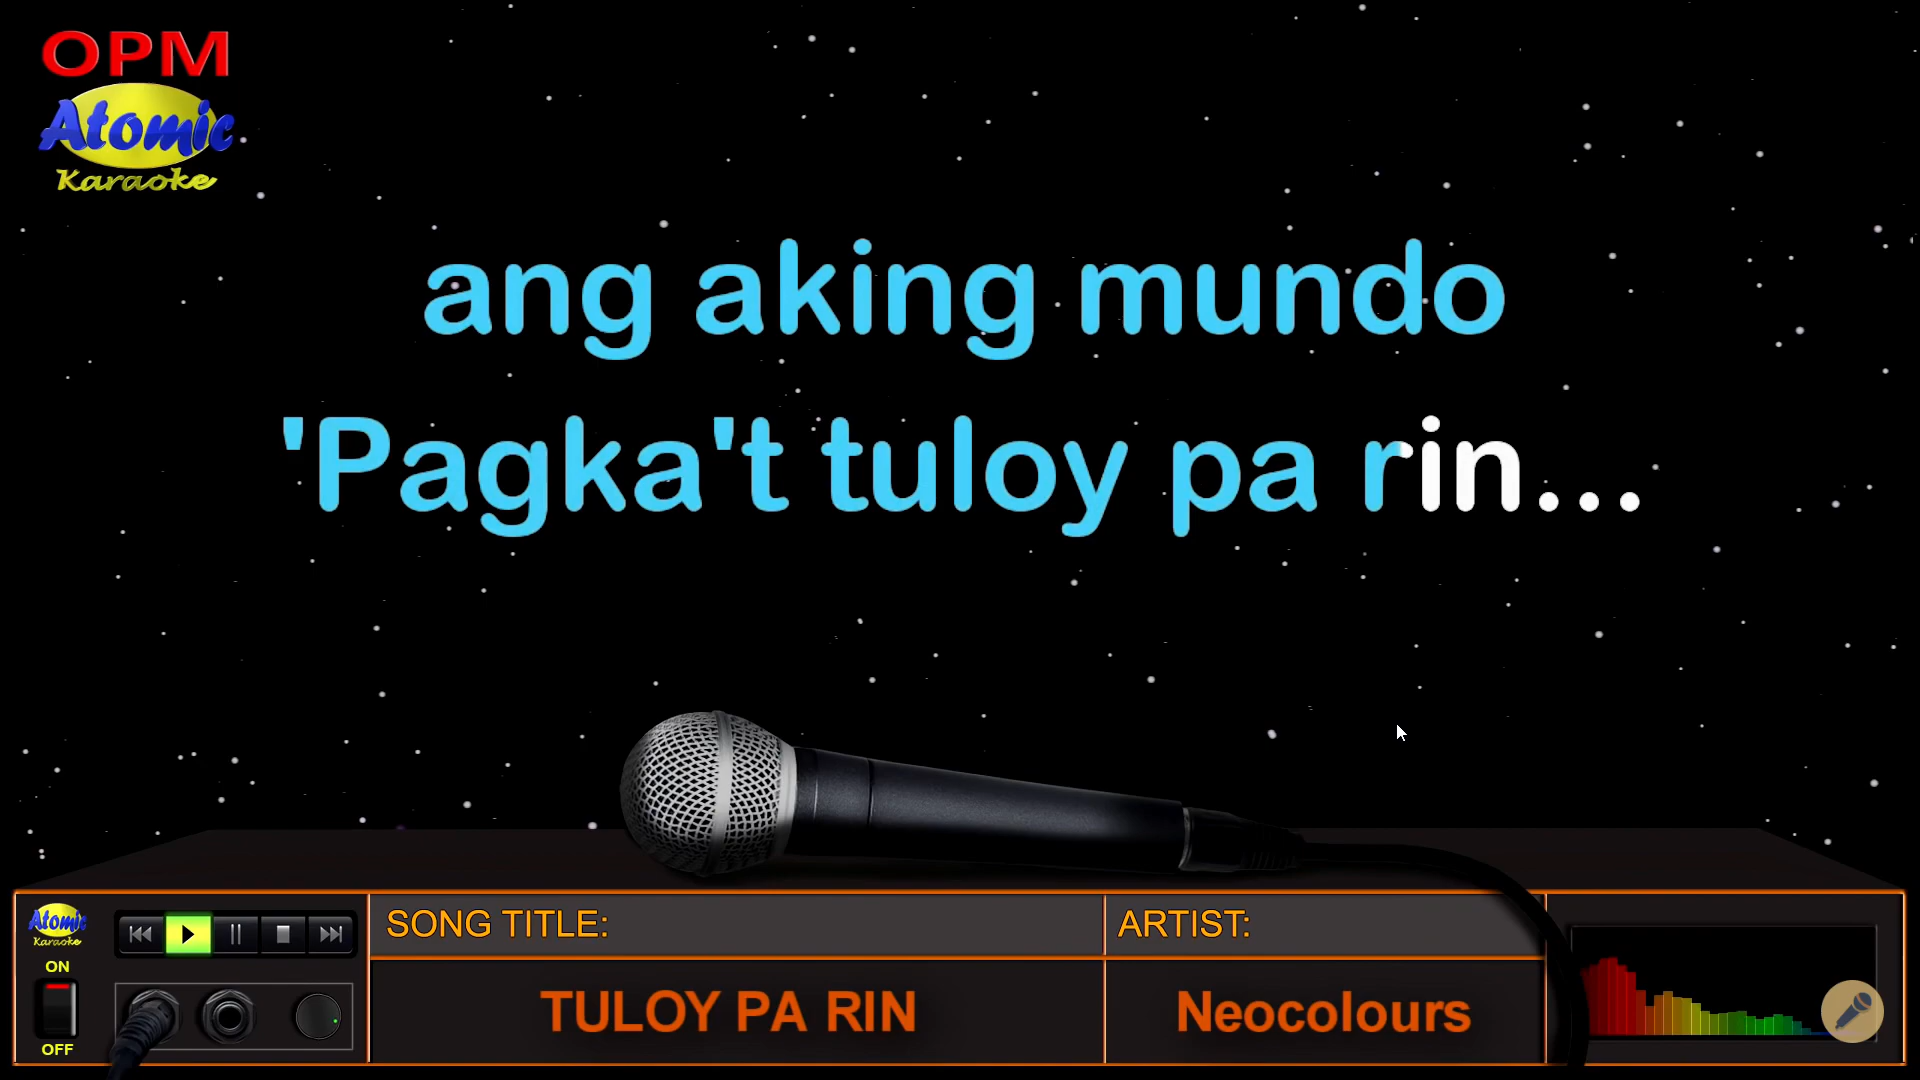 OPM
Atomic
Karaoke
ang aking mundo
'Pagka't tuloy pa rin...
Atomic
Karaoke
ON
OFF
SONG TITLE:
TULOY PA RIN
ARTIST:
Neocolours